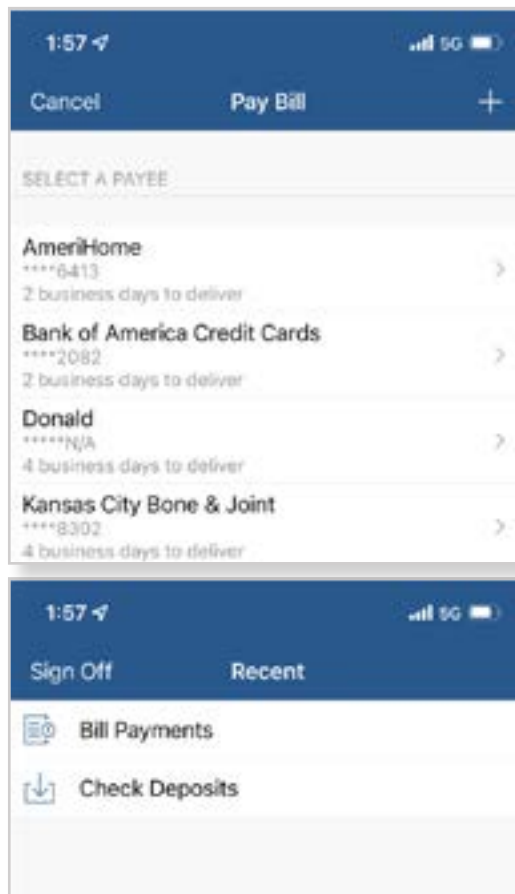 1:57
5G
Cancel Pay Bill +
SELECT A PAYEE
AmeriHome
****6413
2 business days to deliver
Bank of America Credit Cards
****2082
2 business days to deliver
Donald
*****N/A
4 business days to deliver
Kansas City Bone & Joint
****8302
4 business days to deliver
1:57
5G
Sign Off Recent
Bill Payments
Check Deposits